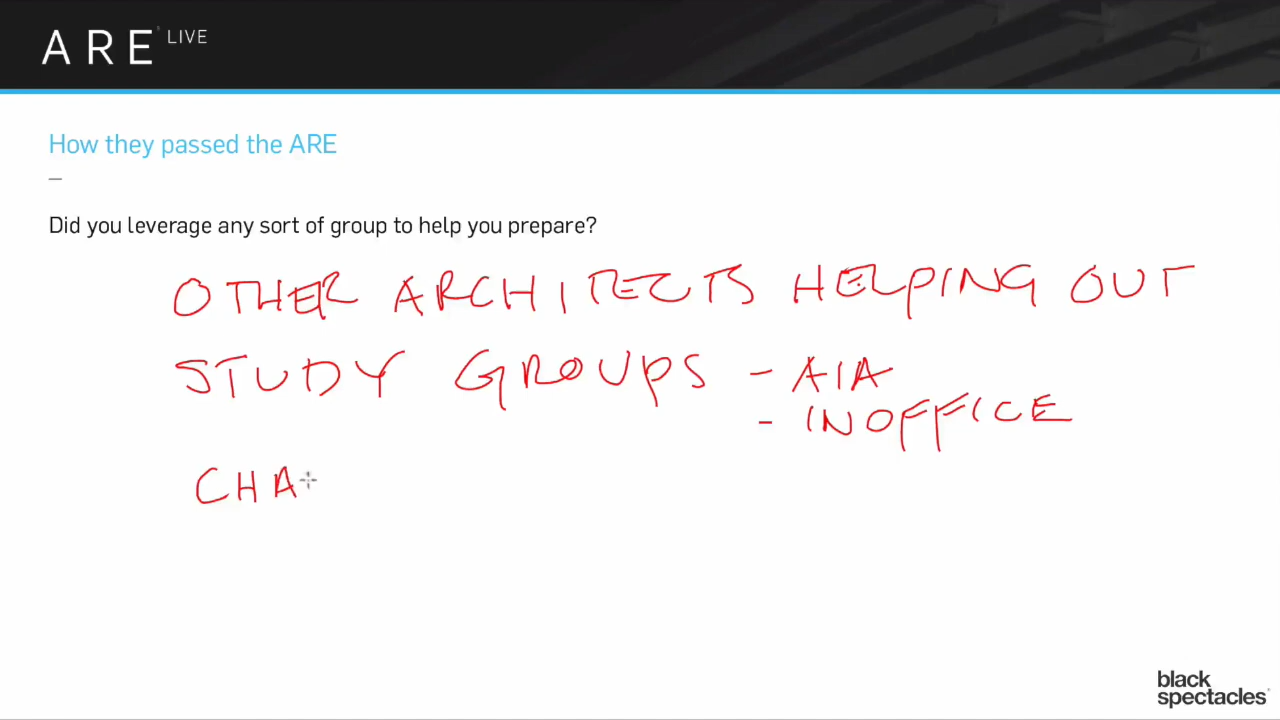 ARE® LIVE
How they passed the ARE
Did you leverage any sort of group to help you prepare?
OTHER ARCHITECTS HELPING OUT
STUDY GROUPS - AIA
- INOFFICE
CHA
black
spectacles®